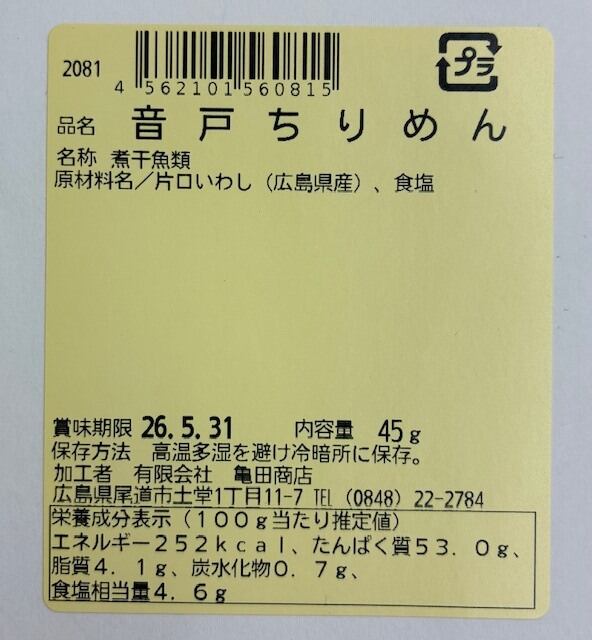 2081
4 562101 560815
プラ
品名 音戸ちりめん
名称 煮干魚類
原材料名／片口いわし（広島県産）、食塩
賞味期限 26.5.31 内容量 45g
保存方法 高温多湿を避け冷暗所に保存。
加工者 有限会社 亀田商店
広島県尾道市土堂1丁目11-7 TEL（0848）22-2784
栄養成分表示（１００ｇ当たり推定値）
エネルギー２５２ｋｃａｌ、たんぱく質５３．０ｇ、
脂質４．１ｇ、炭水化物０．７ｇ、
食塩相当量４．６ｇ